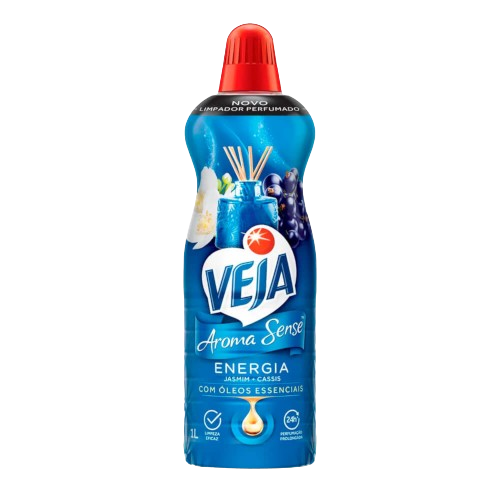 NOVO
LIMPADOR PERFUMADO
VEJA
Aroma Sense
ENERGIA
JASMIM + CASSIS
COM ÓLEOS ESSENCIAIS
LIMPEZA
EFICAZ
24h
PERFUMAÇÃO
PROLONGADA
1L